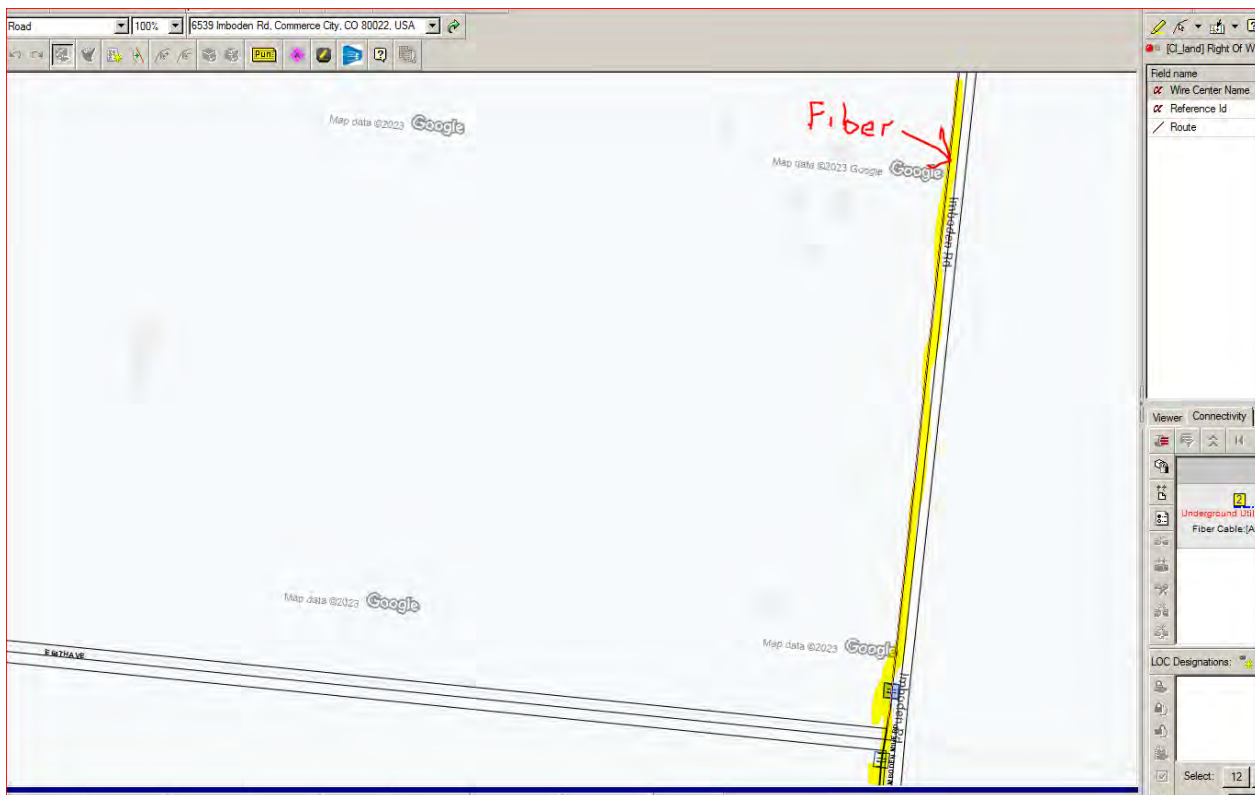 Road 100% 6539 Imboden Rd, Commerce City, CO 80022, USA
Pun
[Cl_land] Right Of W
Field name
Wire Center Name
Reference Id
Route
Map data ©2023 Google
Fiber
Map data ©2023 Google Google
Imboden Rd
Viewer Connectivity
2
Underground Util
Fiber Cable:[A
Map data ©2023 Google
Map data ©2023 Google
Imboden Rd
LOC Designations:
Select: 12